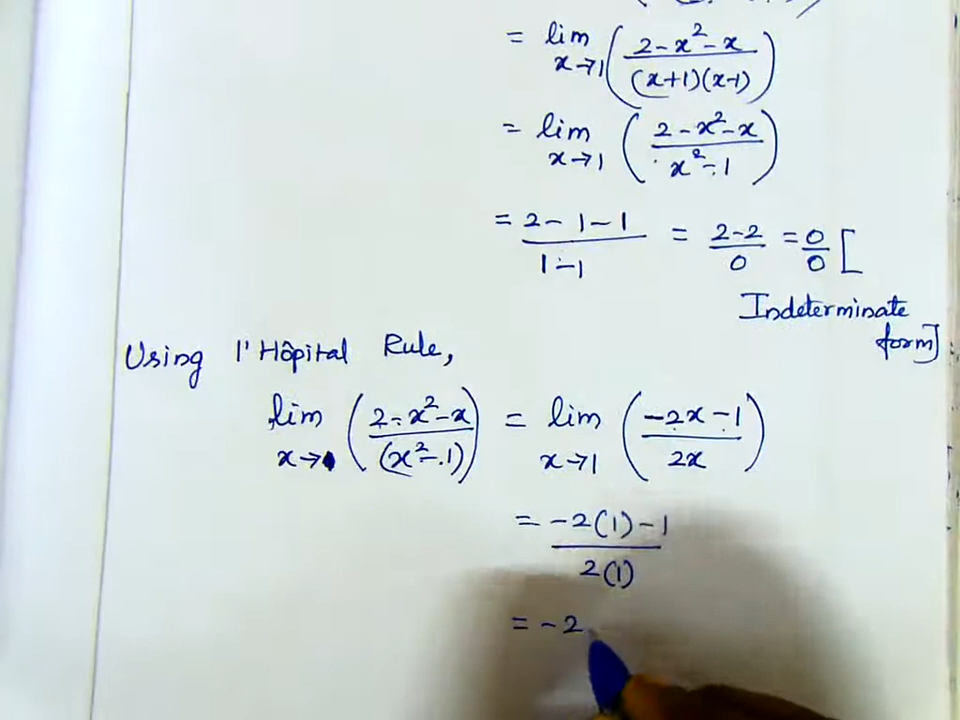 = lim x→1 ( (2 - x² - x) / ((x+1)(x-1)) )
= lim x→1 ( (2 - x² - x) / (x² - 1) )
= (2 - 1 - 1) / (1 - 1) = (2-2)/0 = 0/0 [
Indeterminate
form]
Using l'Hôpital Rule,
lim x→ ( (2 - x² - x) / (x² - 1) ) = lim x→1 ( (-2x - 1) / 2x )
= (-2(1) - 1) / 2(1)
= -2